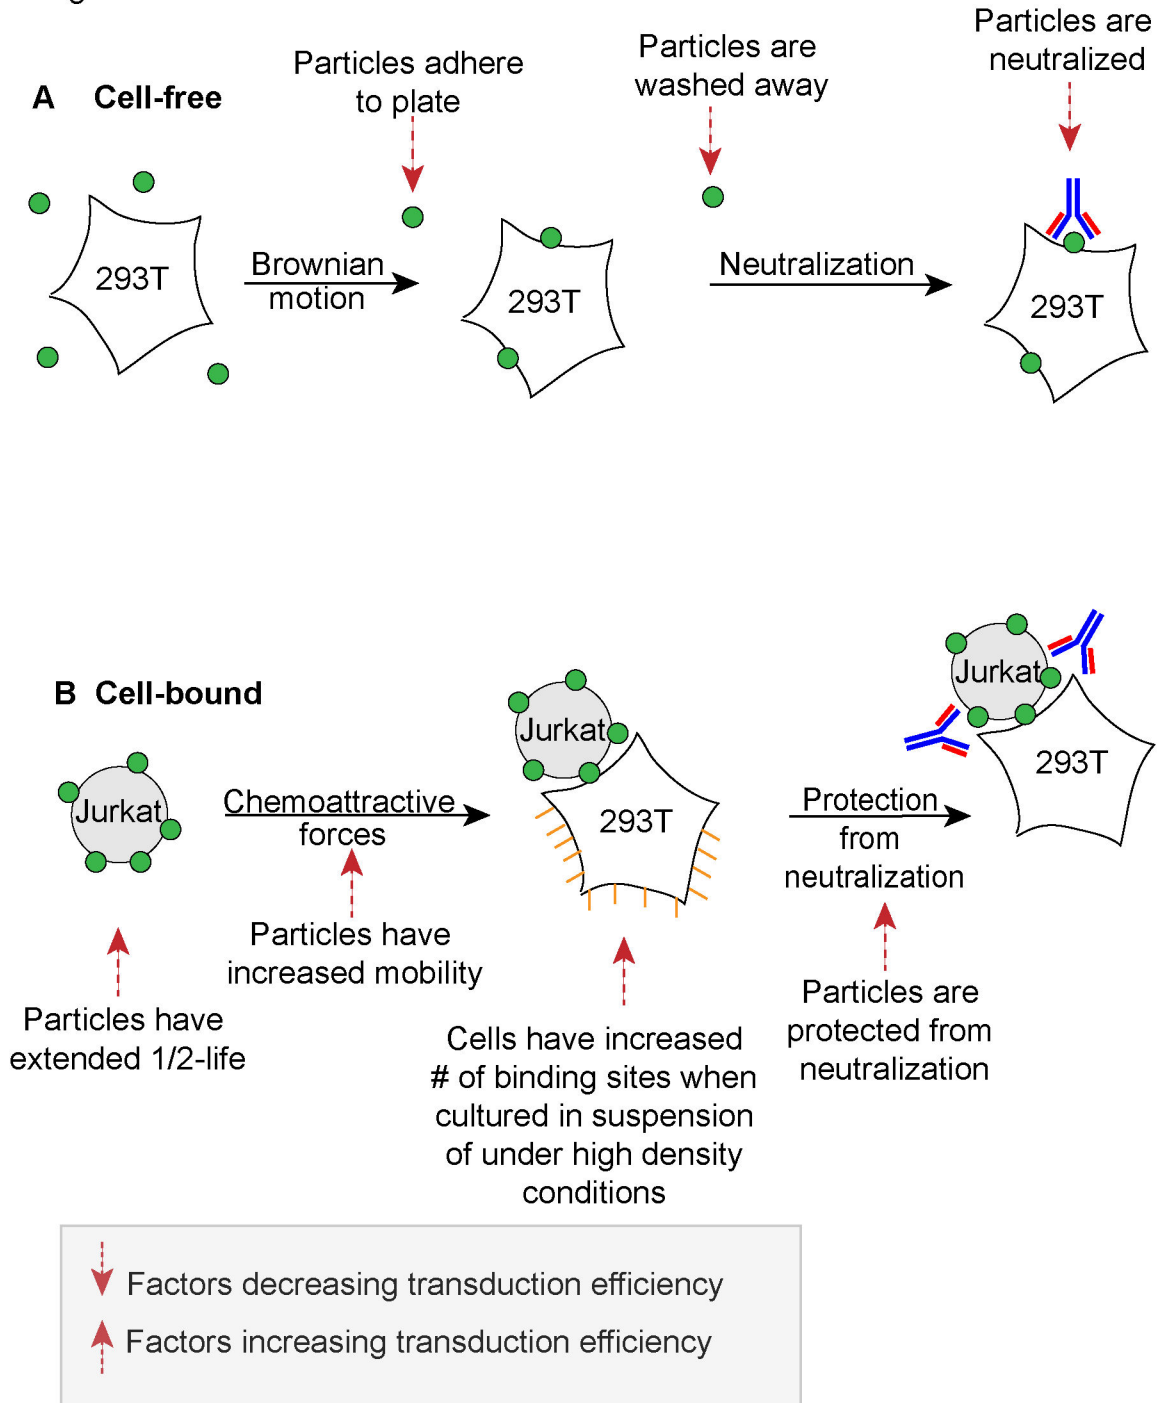 Particles are
neutralized
Particles are
washed away
Particles adhere
to plate
A Cell-free
293T
Brownian
motion
293T
Neutralization
293T
B Cell-bound
Jurkat
Chemoattractive
forces
Jurkat
293T
Protection
from
neutralization
Jurkat
293T
Particles have
extended 1/2-life
Particles have
increased mobility
Cells have increased
# of binding sites when
cultured in suspension
of under high density
conditions
Particles are
protected from
neutralization
Factors decreasing transduction efficiency
Factors increasing transduction efficiency